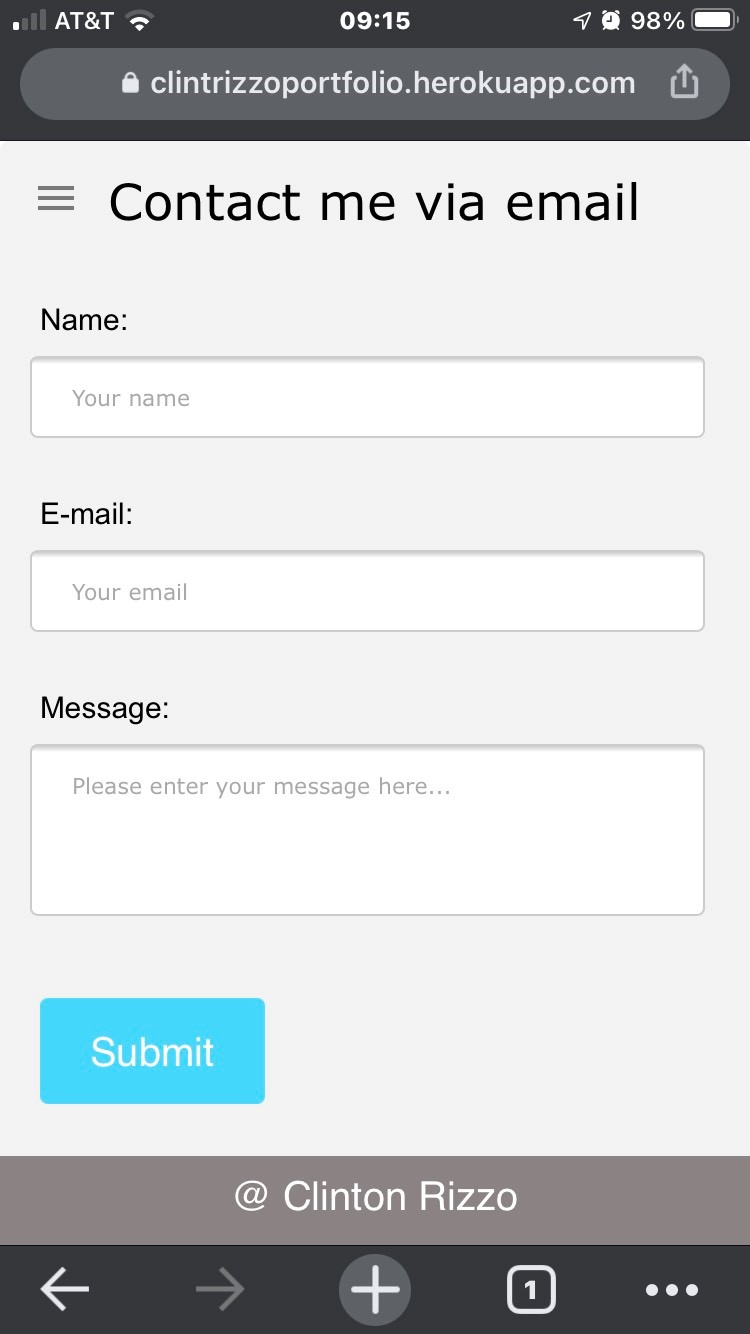 AT&T 09:15 98%
clintrizzoportfolio.herokuapp.com
Contact me via email
Name:
Your name
E-mail:
Your email
Message:
Please enter your message here...
Submit
@ Clinton Rizzo
1